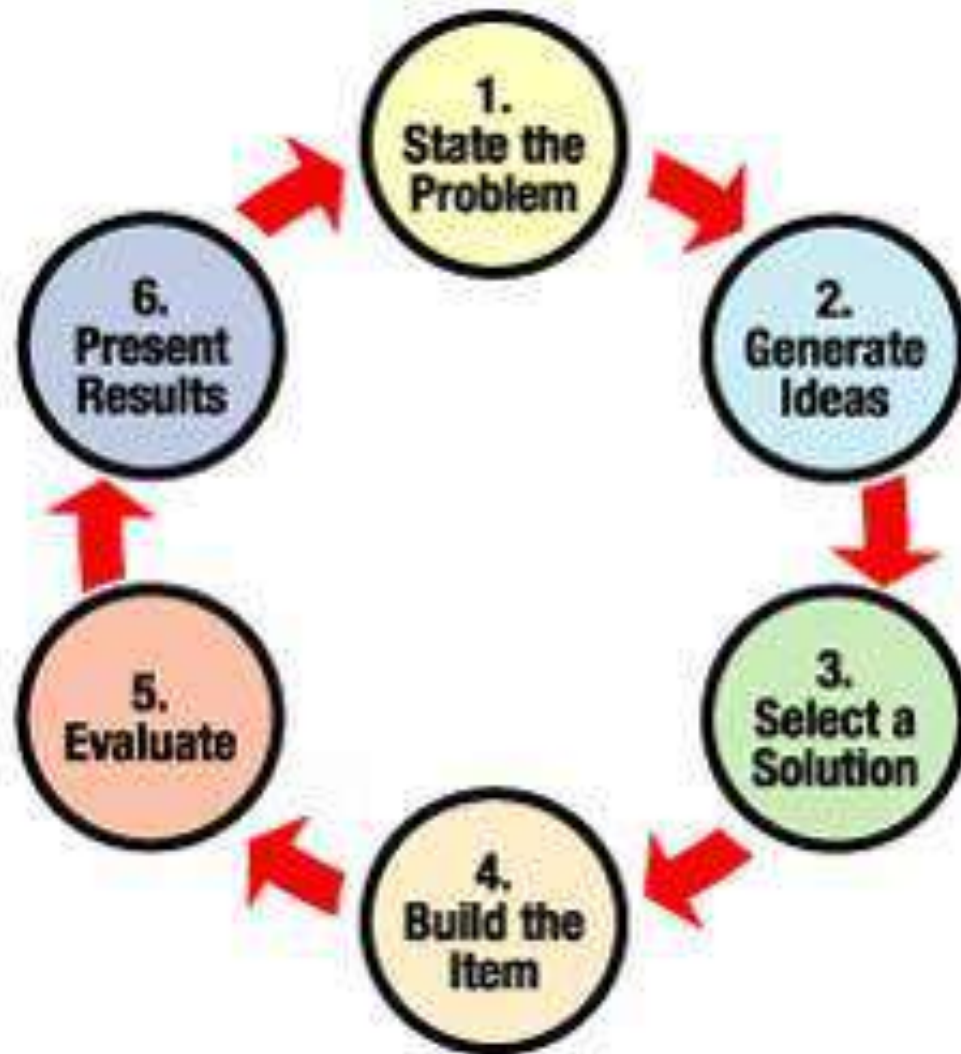 1.
State the
Problem
2.
Generate
Ideas
3.
Select a
Solution
4.
Build the
Item
5.
Evaluate
6.
Present
Results